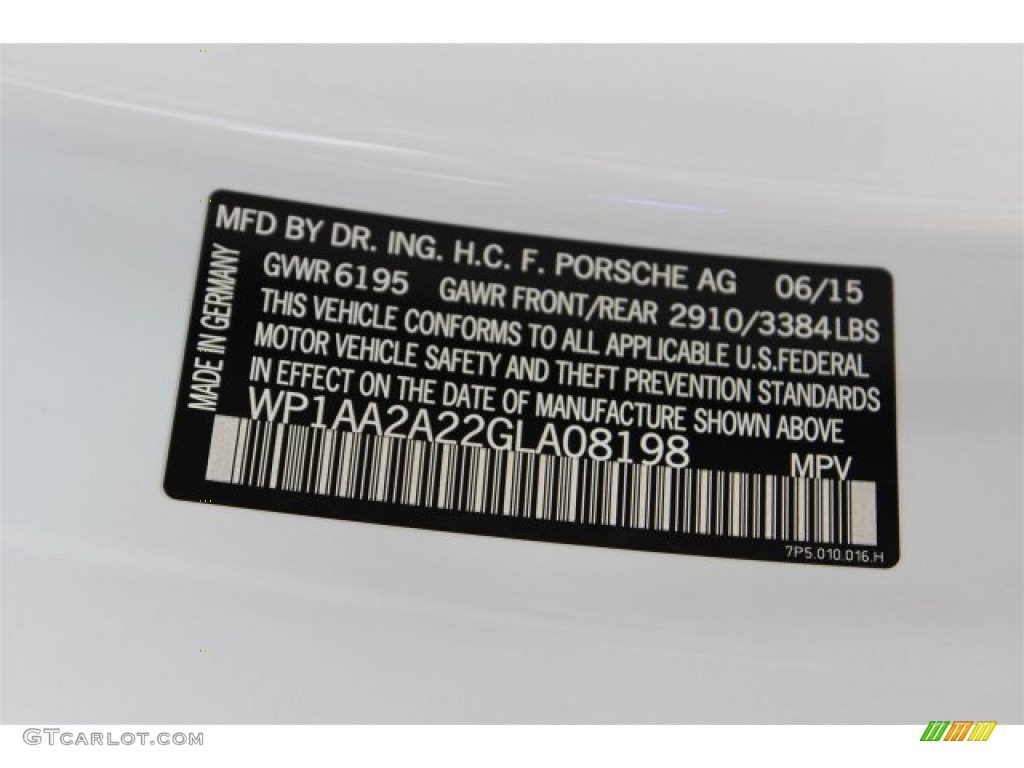 MFD BY DR. ING. H.C. F. PORSCHE AG 06/15
GVWR 6195 GAWR FRONT/REAR 2910/3384 LBS
THIS VEHICLE CONFORMS TO ALL APPLICABLE U.S.FEDERAL
MOTOR VEHICLE SAFETY AND THEFT PREVENTION STANDARDS
IN EFFECT ON THE DATE OF MANUFACTURE SHOWN ABOVE
WP1AA2A22GLA08198 MPV
MADE IN GERMANY
7P5.010.016.H
GTCARLOT.COM